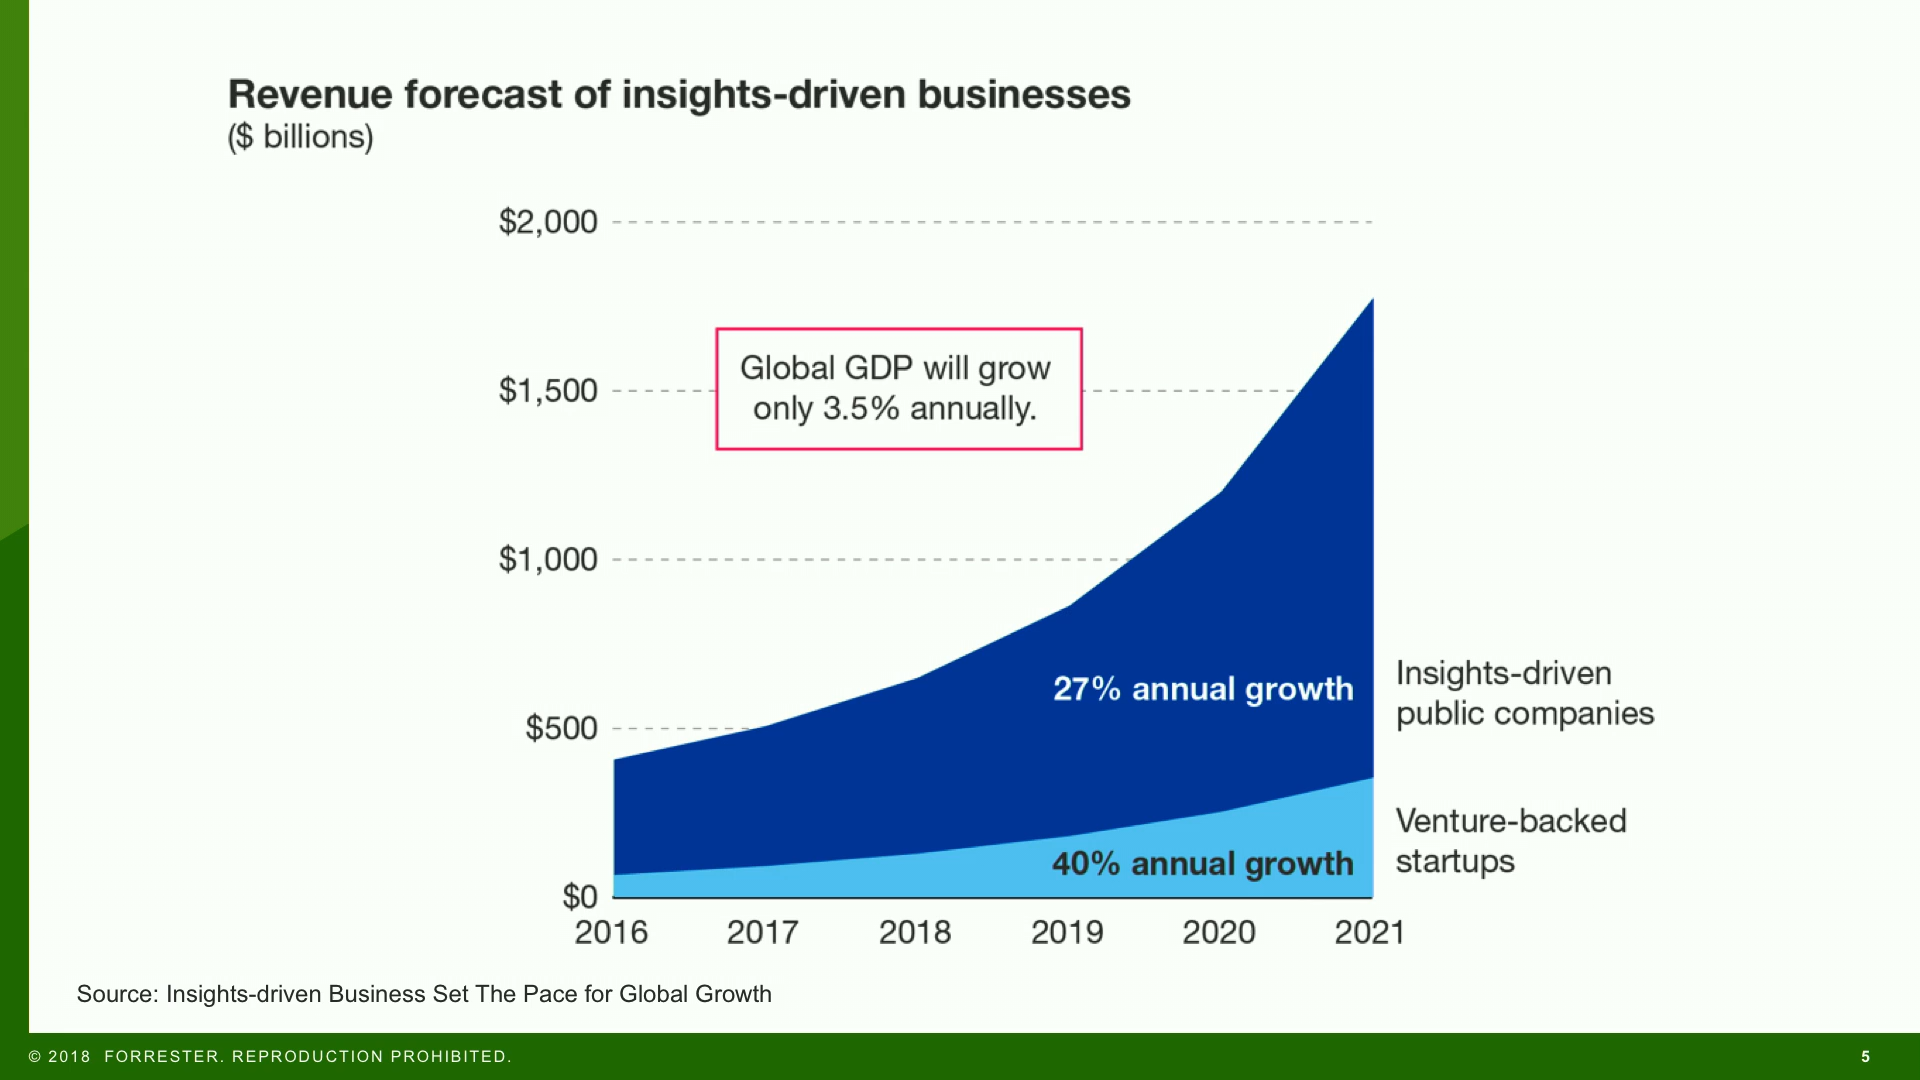 Revenue forecast of insights-driven businesses
($ billions)
$2,000
$1,500
$1,000
$500
$0
Global GDP will grow
only 3.5% annually.
27% annual growth
40% annual growth
Insights-driven
public companies
Venture-backed
startups
2016 2017 2018 2019 2020 2021
Source: Insights-driven Business Set The Pace for Global Growth
© 2018 FORRESTER. REPRODUCTION PROHIBITED.
5